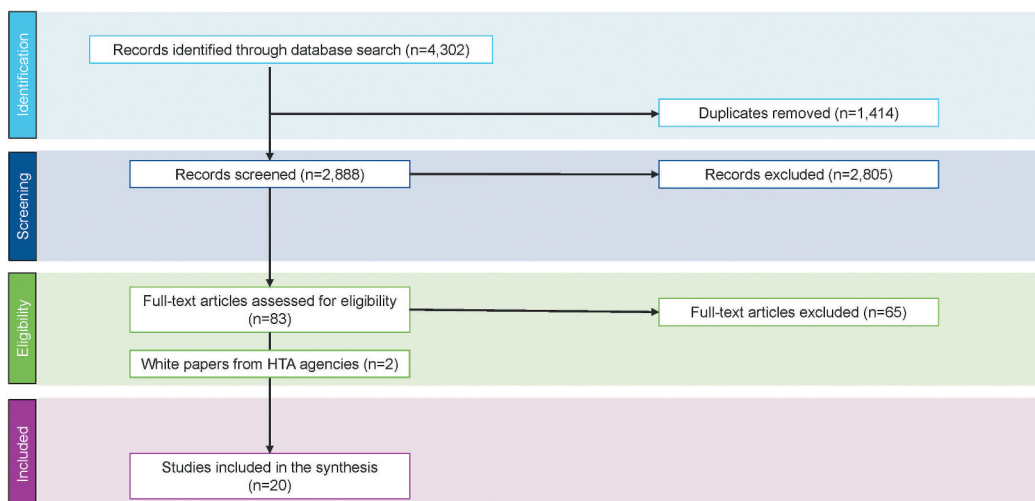 Identification
Records identified through database search (n=4,302)
Duplicates removed (n=1,414)
Screening
Records screened (n=2,888)
Records excluded (n=2,805)
Eligibility
Full-text articles assessed for eligibility
(n=83)
Full-text articles excluded (n=65)
White papers from HTA agencies (n=2)
Included
Studies included in the synthesis
(n=20)